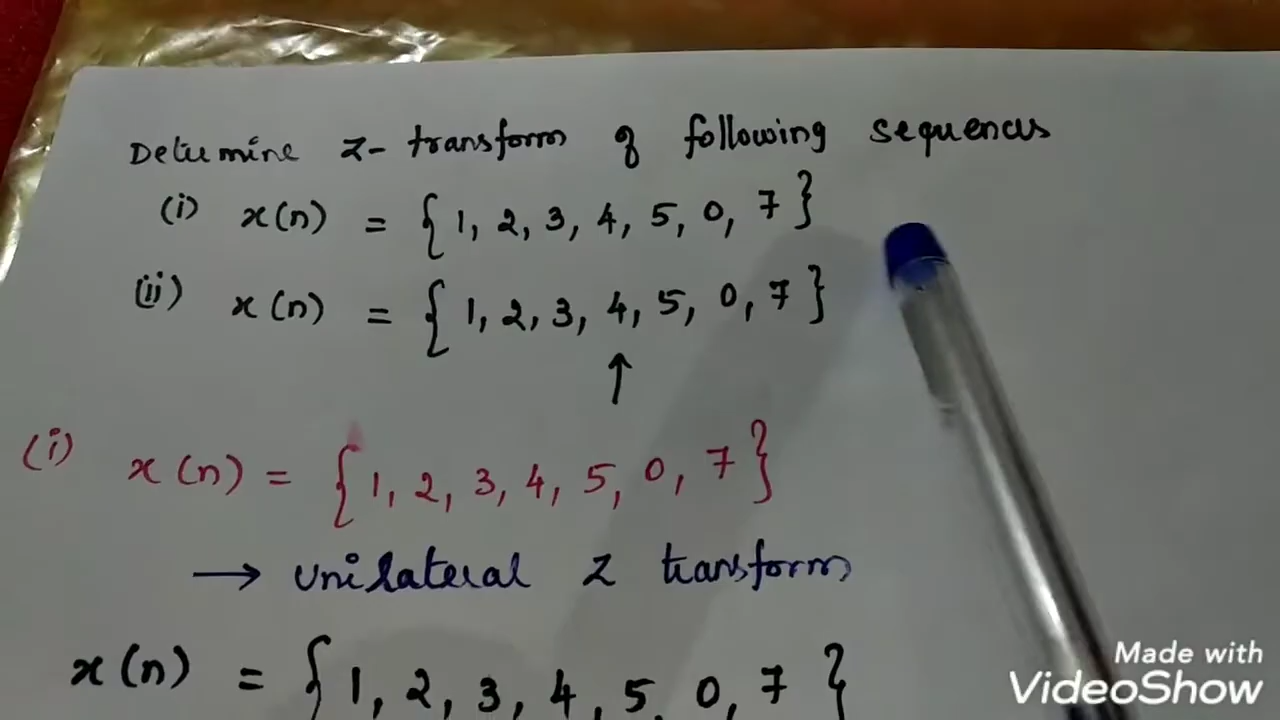 Determine z- transform of following sequences
(i) x(n) = { 1, 2, 3, 4, 5, 0, 7 }
(ii) x(n) = { 1, 2, 3, 4, 5, 0, 7 }
↑
(i) x(n) = { 1, 2, 3, 4, 5, 0, 7 }
→ unilateral z transform
x(n) = { 1, 2, 3, 4, 5, 0, 7 }
Made with
VideoShow